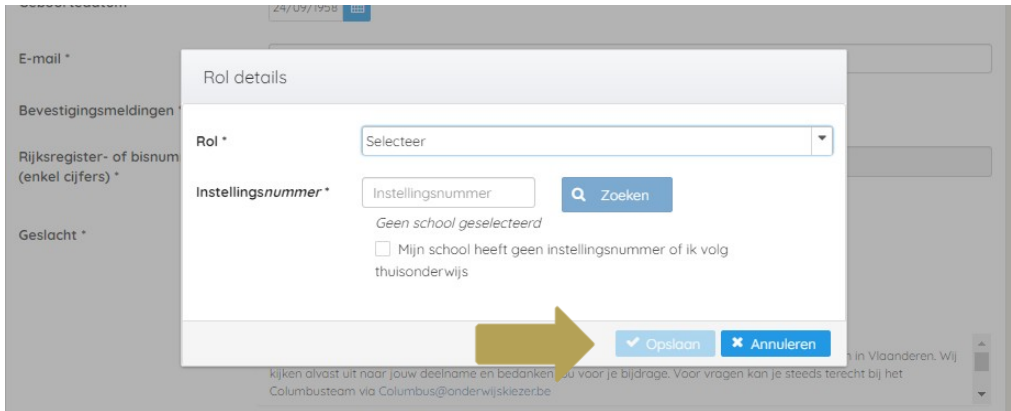 24/09/1958
E-mail *
Rol details
Bevestigingsmeldingen *
Rol *
Selecteer
Rijksregister- of bisnum
(enkel cijfers) *
Instellingsnummer *
Instellingsnummer
Zoeken
Geen school geselecteerd
Geslacht *
Mijn school heeft geen instellingsnummer of ik volg
thuisonderwijs
Opslaan
Annuleren
n in Vlaanderen. Wij
kijken alvast uit naar jouw deelname en bedanken jou voor je bijdrage. Voor vragen kan je steeds terecht bij het
Columbusteam via Columbus@onderwijskiezer.be